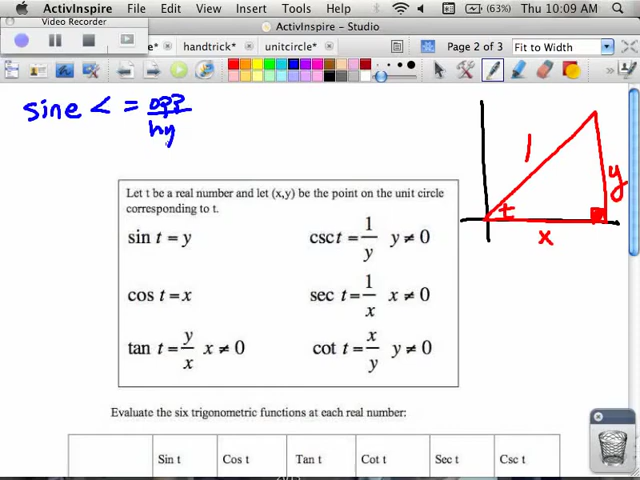 ActivInspire File Edit View Insert Tools Help (63%) Thu 10:09 AM
Video Recorder
ActivInspire - Studio
handtrick* unitcircle* Page 2 of 3 Fit to Width
sine < = opp
hy
1
y
t
x
Let t be a real number and let (x,y) be the point on the unit circle
corresponding to t.
sin t = y csc t = 1/y y ≠ 0
cos t = x sec t = 1/x x ≠ 0
tan t = y/x x ≠ 0 cot t = x/y y ≠ 0
Evaluate the six trigonometric functions at each real number:
Sin t Cos t Tan t Cot t Sec t Csc t